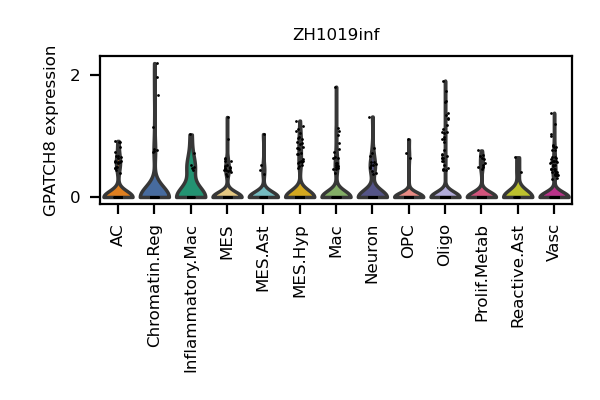 ZH1019inf
GPATCH8 expression
2
0
AC
Chromatin.Reg
Inflammatory.Mac
MES
MES.Ast
MES.Hyp
Mac
Neuron
OPC
Oligo
Prolif.Metab
Reactive.Ast
Vasc